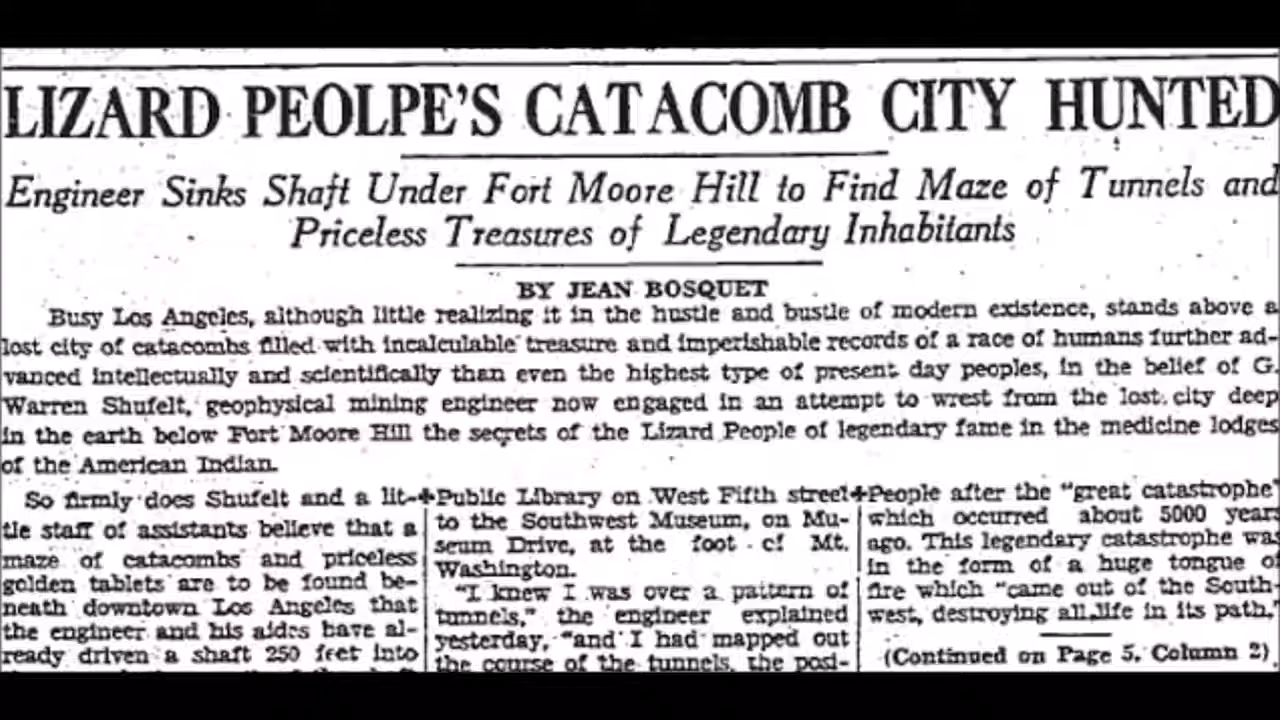 LIZARD PEOLPE'S CATACOMB CITY HUNTED
Engineer Sinks Shaft Under Fort Moore Hill to Find Maze of Tunnels and
Priceless Treasures of Legendary Inhabitants
BY JEAN BOSQUET
Busy Los Angeles, although little realizing it in the hustle and bustle of modern existence, stands above a
lost city of catacombs filled with incalculable treasure and imperishable records of a race of humans further ad-
vanced intellectually and scientifically than even the highest type of present day peoples, in the belief of G.
Warren Shufelt, geophysical mining engineer now engaged in an attempt to wrest from the lost city deep
in the earth below Fort Moore Hill the secrets of the Lizard People of legendary fame in the medicine lodges
of the American Indian.
So firmly does Shufelt and a lit-
tle staff of assistants believe that a
maze of catacombs and priceless
golden tablets are to be found be-
neath downtown Los Angeles that
the engineer and his aides have al-
ready driven a shaft 250 feet into
Public Library on West Fifth street
to the Southwest Museum, on Mu-
seum Drive, at the foot of Mt.
Washington.
"I knew I was over a pattern of
tunnels," the engineer explained
yesterday, "and I had mapped out
the course of the tunnels, the posi-
People after the "great catastrophe"
which occurred about 5000 years
ago. This legendary catastrophe was
in the form of a huge tongue of
fire which "came out of the South-
west, destroying all life in its path,"
(Continued on Page 5, Column 2)